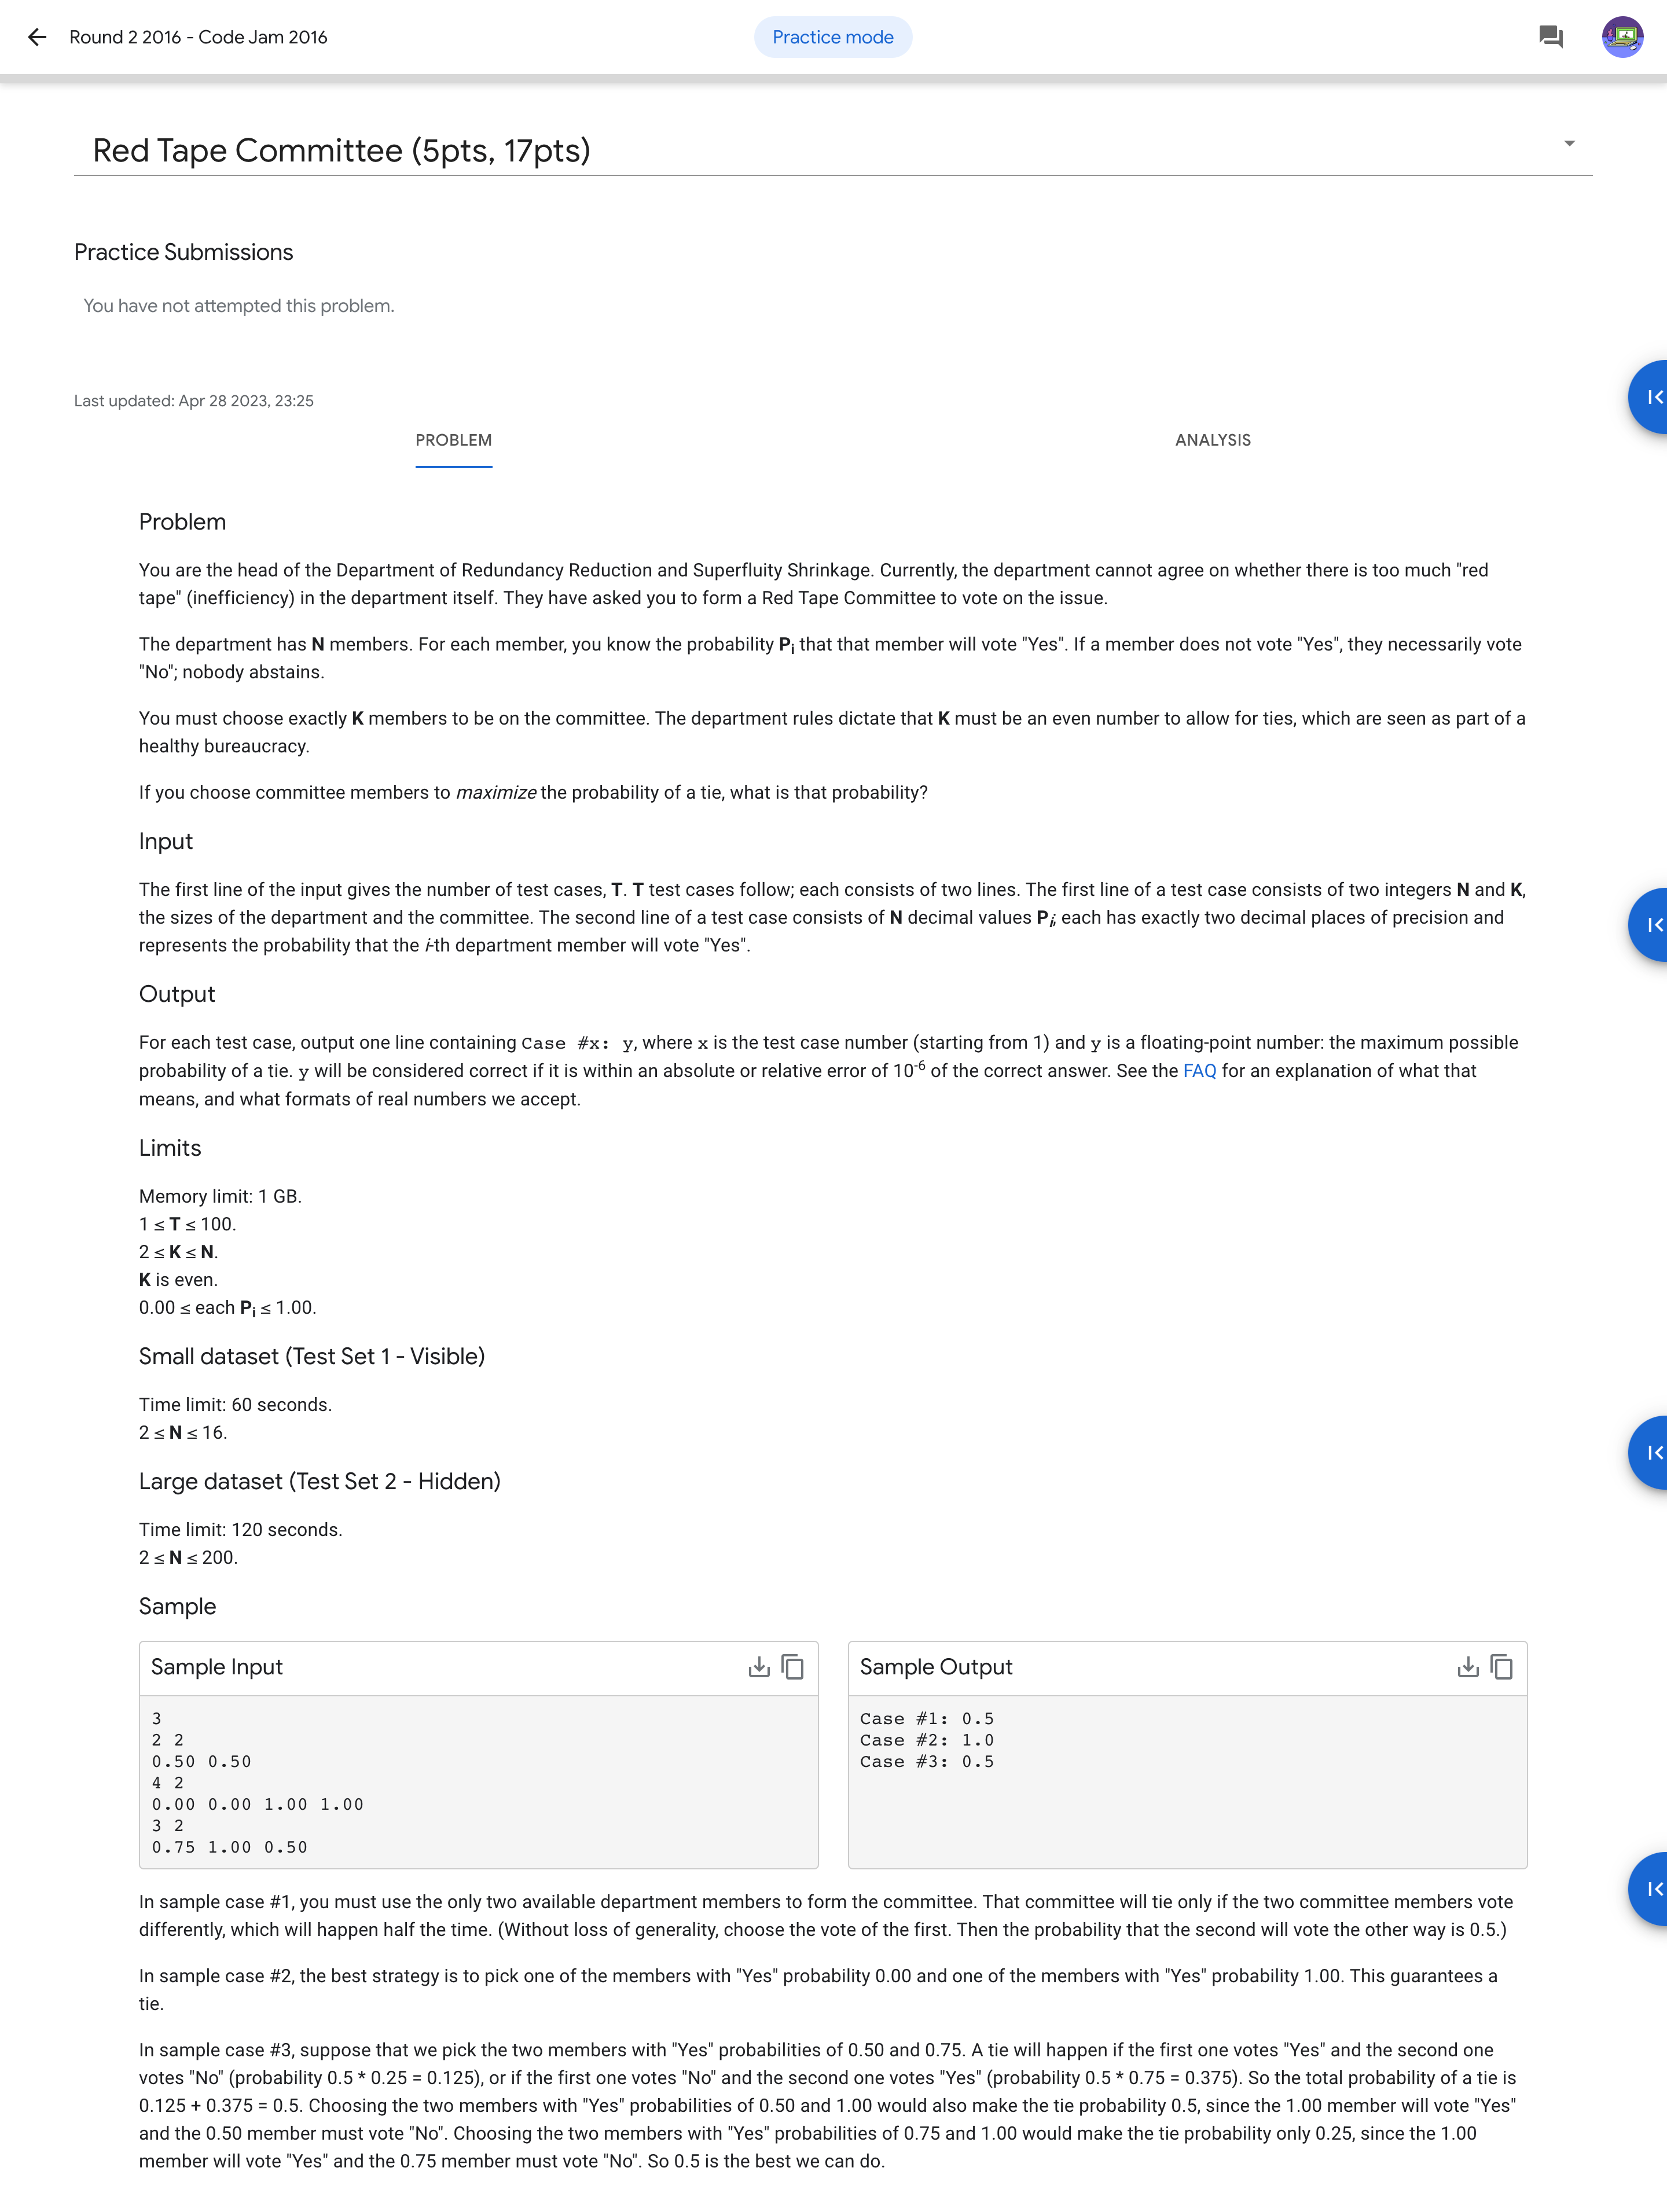 Round 2 2016 - Code Jam 2016
Practice mode
Red Tape Committee (5pts, 17pts)
Practice Submissions
You have not attempted this problem.
Last updated: Apr 28 2023, 23:25
PROBLEM
ANALYSIS
Problem
You are the head of the Department of Redundancy Reduction and Superfluity Shrinkage. Currently, the department cannot agree on whether there is too much "red
tape" (inefficiency) in the department itself. They have asked you to form a Red Tape Committee to vote on the issue.
The department has N members. For each member, you know the probability Pi that that member will vote "Yes". If a member does not vote "Yes", they necessarily vote
"No"; nobody abstains.
You must choose exactly K members to be on the committee. The department rules dictate that K must be an even number to allow for ties, which are seen as part of a
healthy bureaucracy.
If you choose committee members to maximize the probability of a tie, what is that probability?
Input
The first line of the input gives the number of test cases, T. T test cases follow; each consists of two lines. The first line of a test case consists of two integers N and K,
the sizes of the department and the committee. The second line of a test case consists of N decimal values Pi; each has exactly two decimal places of precision and
represents the probability that the i-th department member will vote "Yes".
Output
For each test case, output one line containing Case #x: y, where x is the test case number (starting from 1) and y is a floating-point number: the maximum possible
probability of a tie. y will be considered correct if it is within an absolute or relative error of 10-6 of the correct answer. See the FAQ for an explanation of what that
means, and what formats of real numbers we accept.
Limits
Memory limit: 1 GB.
1 ≤ T ≤ 100.
2 ≤ K ≤ N.
K is even.
0.00 ≤ each Pi ≤ 1.00.
Small dataset (Test Set 1 - Visible)
Time limit: 60 seconds.
2 ≤ N ≤ 16.
Large dataset (Test Set 2 - Hidden)
Time limit: 120 seconds.
2 ≤ N ≤ 200.
Sample
Sample Input
3
2 2
0.50 0.50
4 2
0.00 0.00 1.00 1.00
3 2
0.75 1.00 0.50
Sample Output
Case #1: 0.5
Case #2: 1.0
Case #3: 0.5
In sample case #1, you must use the only two available department members to form the committee. That committee will tie only if the two committee members vote
differently, which will happen half the time. (Without loss of generality, choose the vote of the first. Then the probability that the second will vote the other way is 0.5.)
In sample case #2, the best strategy is to pick one of the members with "Yes" probability 0.00 and one of the members with "Yes" probability 1.00. This guarantees a
tie.
In sample case #3, suppose that we pick the two members with "Yes" probabilities of 0.50 and 0.75. A tie will happen if the first one votes "Yes" and the second one
votes "No" (probability 0.5 * 0.25 = 0.125), or if the first one votes "No" and the second one votes "Yes" (probability 0.5 * 0.75 = 0.375). So the total probability of a tie is
0.125 + 0.375 = 0.5. Choosing the two members with "Yes" probabilities of 0.50 and 1.00 would also make the tie probability 0.5, since the 1.00 member will vote "Yes"
and the 0.50 member must vote "No". Choosing the two members with "Yes" probabilities of 0.75 and 1.00 would make the tie probability only 0.25, since the 1.00
member will vote "Yes" and the 0.75 member must vote "No". So 0.5 is the best we can do.